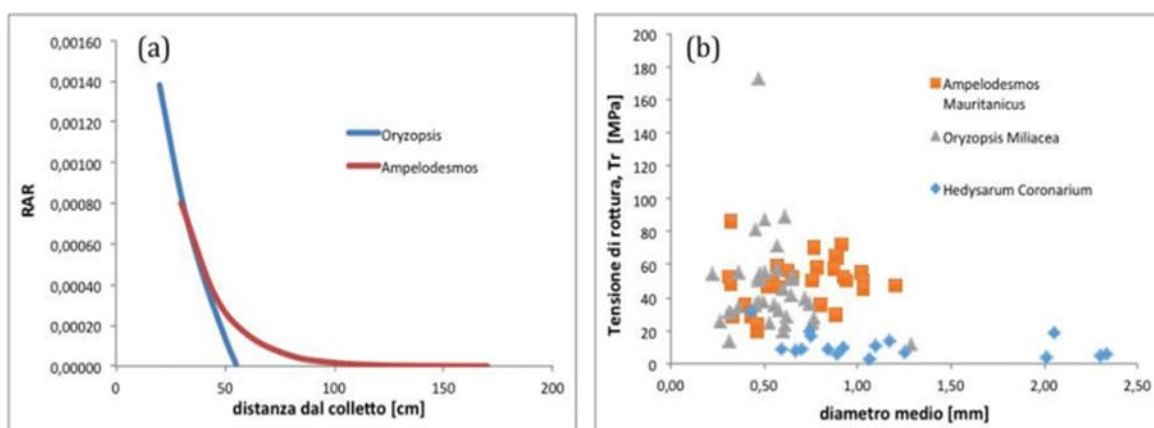 (a)
0,00160
0,00140
0,00120
0,00100
0,00080
0,00060
0,00040
0,00020
0,00000
RAR
Oryzopsis
Ampelodesmos
0
50
100
150
200
distanza dal colletto [cm]
(b)
200
180
160
140
120
100
80
60
40
20
0
Tensione di rottura, Tr [MPa]
Ampelodesmos
Mauritanicus
Oryzopsis Miliacea
Hedysarum Coronarium
0,00
0,50
1,00
1,50
2,00
2,50
diametro medio [mm]